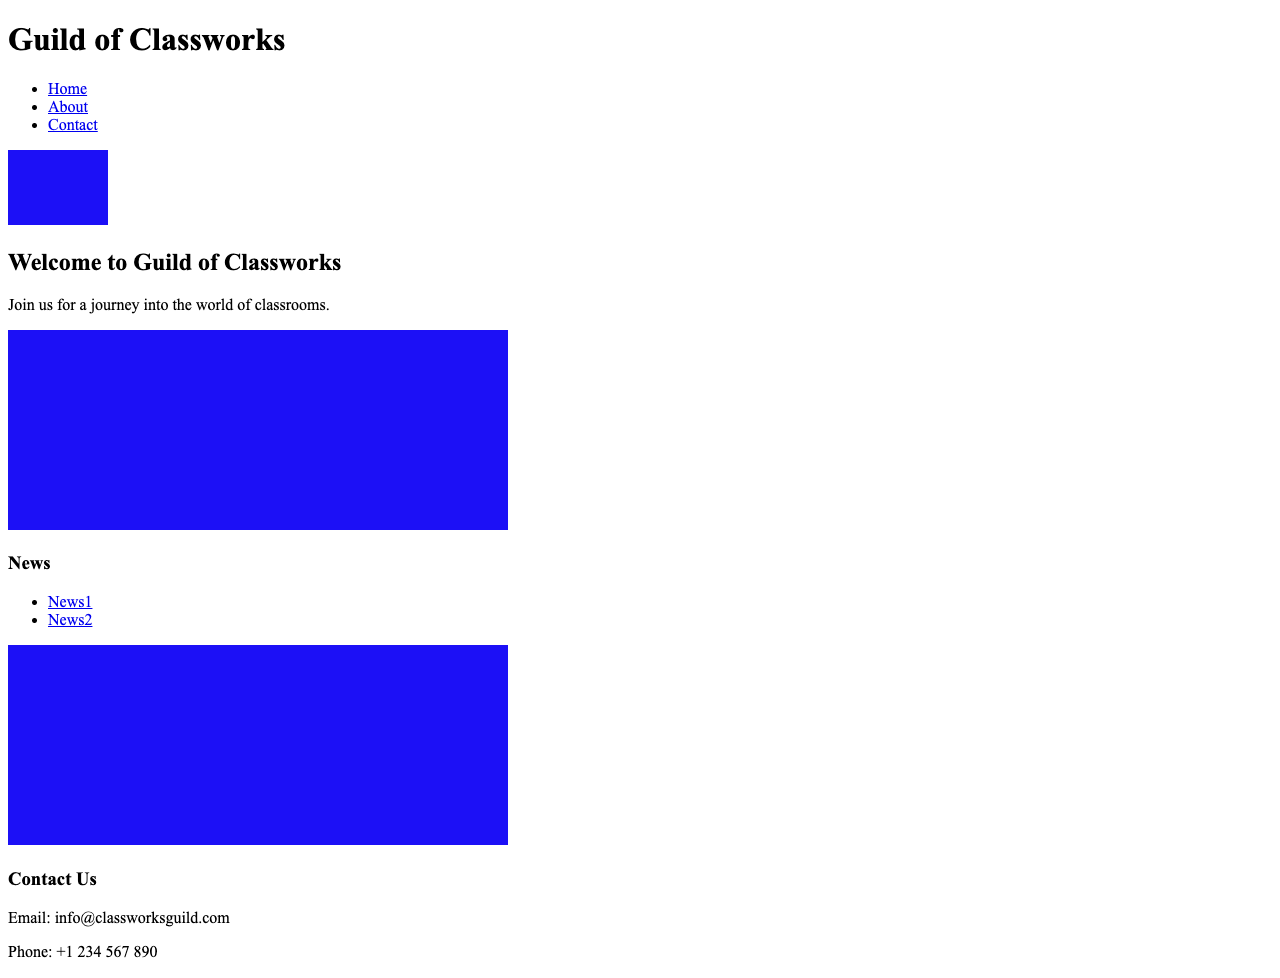 Guild of Classworks
Home
About
Contact
Welcome to Guild of Classworks
Join us for a journey into the world of classrooms.
News
News1
News2
Contact Us
Email: info@classworksguild.com
Phone: +1 234 567 890